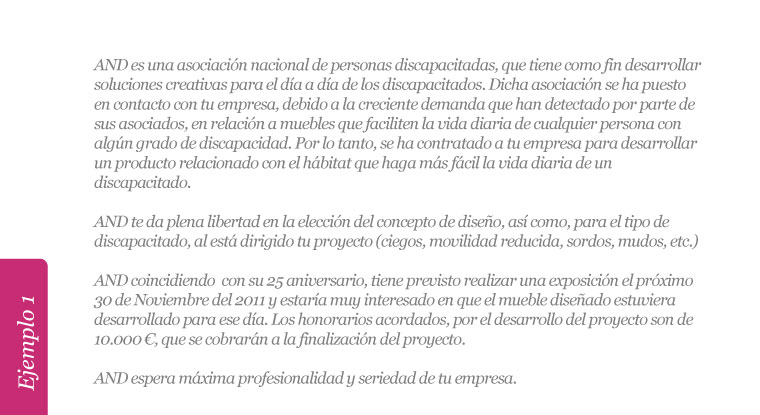 AND es una asociación nacional de personas discapacitadas, que tiene como fin desarrollar
soluciones creativas para el día a día de los discapacitados. Dicha asociación se ha puesto
en contacto con tu empresa, debido a la creciente demanda que han detectado por parte de
sus asociados, en relación a muebles que faciliten la vida diaria de cualquier persona con
algún grado de discapacidad. Por lo tanto, se ha contratado a tu empresa para desarrollar
un producto relacionado con el hábitat que haga más fácil la vida diaria de un
discapacitado.
AND te da plena libertad en la elección del concepto de diseño, así como, para el tipo de
discapacitado, al está dirigido tu proyecto (ciegos, movilidad reducida, sordos, mudos, etc.)
AND coincidiendo con su 25 aniversario, tiene previsto realizar una exposición el próximo
30 de Noviembre del 2011 y estaría muy interesado en que el mueble diseñado estuviera
desarrollado para ese día. Los honorarios acordados, por el desarrollo del proyecto son de
10.000 €, que se cobrarán a la finalización del proyecto.
AND espera máxima profesionalidad y seriedad de tu empresa.
Ejemplo 1